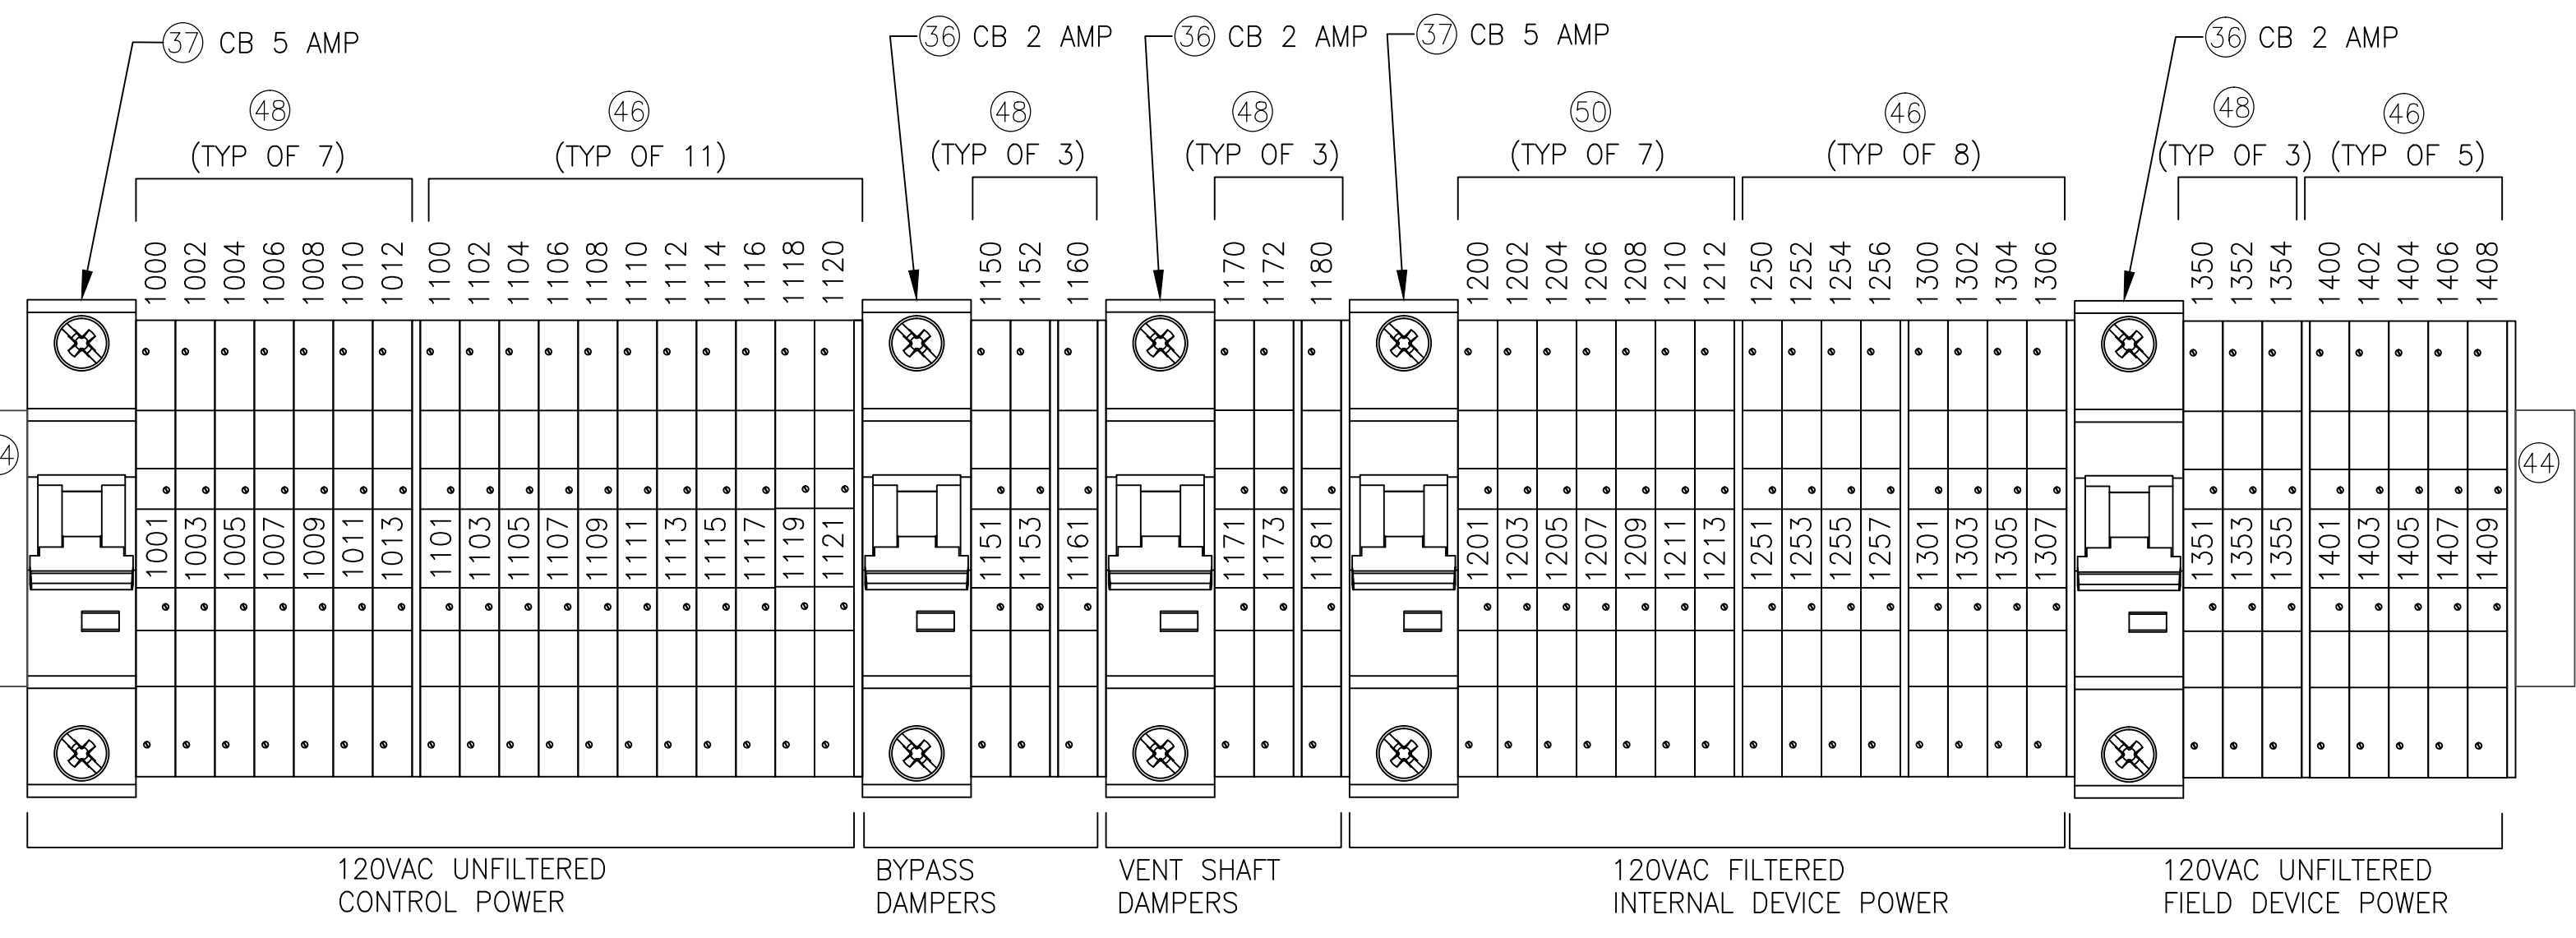 37 CB 5 AMP
36 CB 2 AMP
36 CB 2 AMP
37 CB 5 AMP
36 CB 2 AMP
48
(TYP OF 7)
46
(TYP OF 11)
48
(TYP OF 3)
48
(TYP OF 3)
50
(TYP OF 7)
46
(TYP OF 8)
48
(TYP OF 3)
46
(TYP OF 5)
1000 1002 1004 1006 1008 1010 1012 1100 1102 1104 1106 1108 1110 1112 1114 1116 1118 1120 1150 1152 1160 1170 1172 1180 1200 1202 1204 1206 1208 1210 1212 1250 1252 1254 1256 1300 1302 1304 1306 1350 1352 1354 1400 1402 1404 1406 1408
4
44
1001 1003 1005 1007 1009 1011 1013 1101 1103 1105 1107 1109 1111 1113 1115 1117 1119 1121 1151 1153 1161 1171 1173 1181 1201 1203 1205 1207 1209 1211 1213 1251 1253 1255 1257 1301 1303 1305 1307 1351 1353 1355 1401 1403 1405 1407 1409
120VAC UNFILTERED
CONTROL POWER
BYPASS
DAMPERS
VENT SHAFT
DAMPERS
120VAC FILTERED
INTERNAL DEVICE POWER
120VAC UNFILTERED
FIELD DEVICE POWER